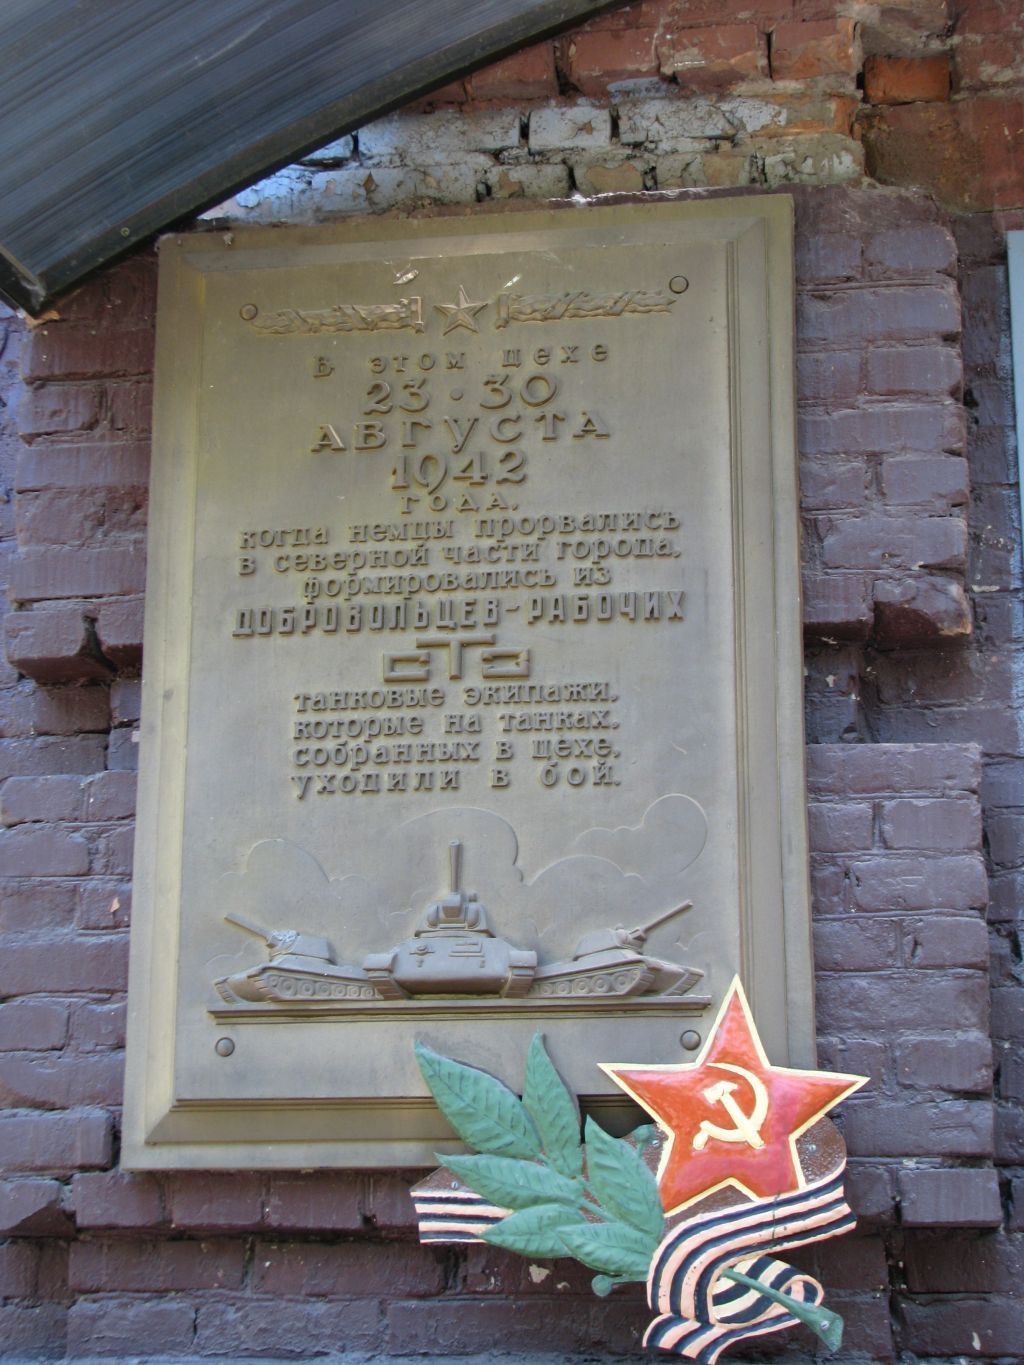 в этом цехе
23·30
АВГУСТА
1942
ГОДА,
когда немцы прорвались
в северной части города,
формировались из
ДОБРОВОЛЬЦЕВ-РАБОЧИХ
СТЗ
танковые экипажи,
которые на танках,
собранных в цехе,
уходили в бой.